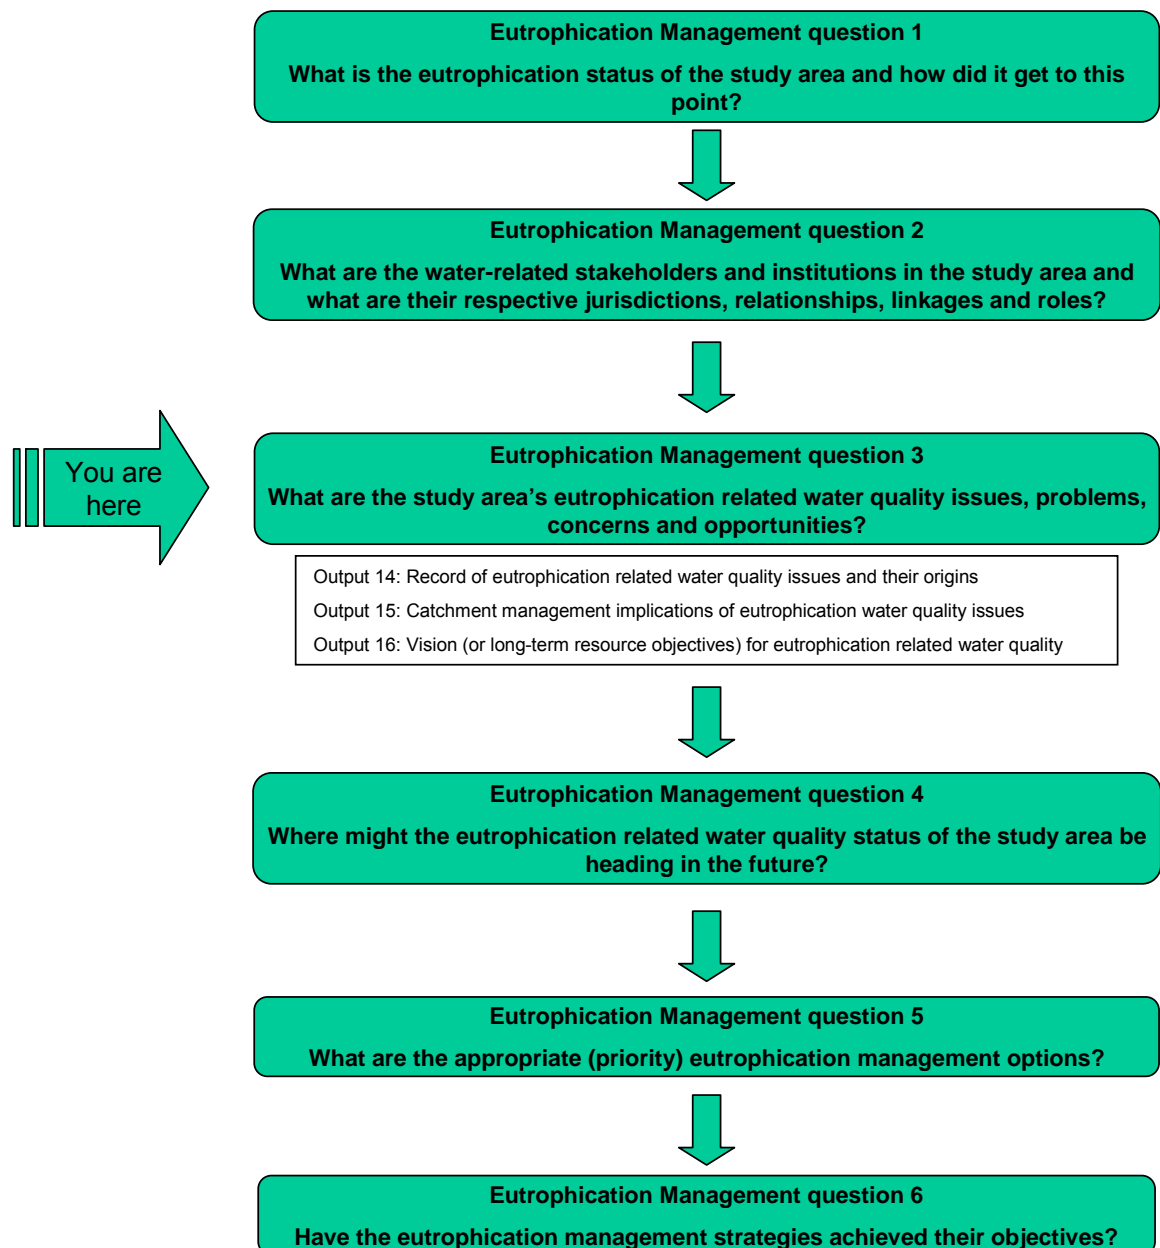 Eutrophication Management question 1
What is the eutrophication status of the study area and how did it get to this
point?
Eutrophication Management question 2
What are the water-related stakeholders and institutions in the study area and
what are their respective jurisdictions, relationships, linkages and roles?
You are
here
Eutrophication Management question 3
What are the study area's eutrophication related water quality issues, problems,
concerns and opportunities?
Output 14: Record of eutrophication related water quality issues and their origins
Output 15: Catchment management implications of eutrophication water quality issues
Output 16: Vision (or long-term resource objectives) for eutrophication related water quality
Eutrophication Management question 4
Where might the eutrophication related water quality status of the study area be
heading in the future?
Eutrophication Management question 5
What are the appropriate (priority) eutrophication management options?
Eutrophication Management question 6
Have the eutrophication management strategies achieved their objectives?